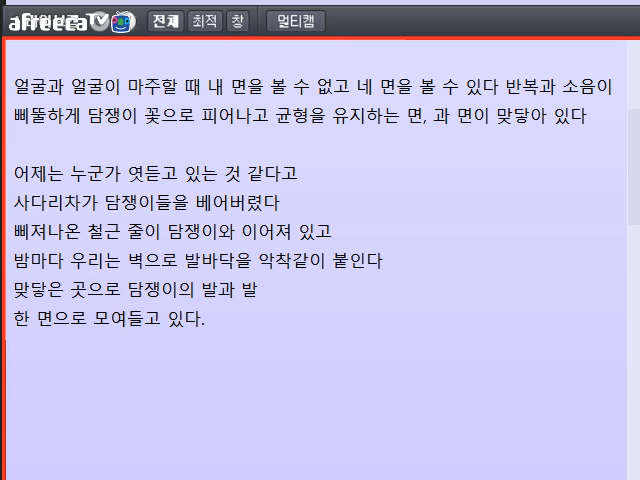 afreeca TV
전체 최적 창 멀티캠
얼굴과 얼굴이 마주할 때 내 면을 볼 수 없고 네 면을 볼 수 있다 반복과 소음이
삐뚤하게 담쟁이 꽃으로 피어나고 균형을 유지하는 면, 과 면이 맞닿아 있다
어제는 누군가 엿듣고 있는 것 같다고
사다리차가 담쟁이들을 베어버렸다
삐져나온 철근 줄이 담쟁이와 이어져 있고
밤마다 우리는 벽으로 발바닥을 악착같이 붙인다
맞닿은 곳으로 담쟁이의 발과 발
한 면으로 모여들고 있다.